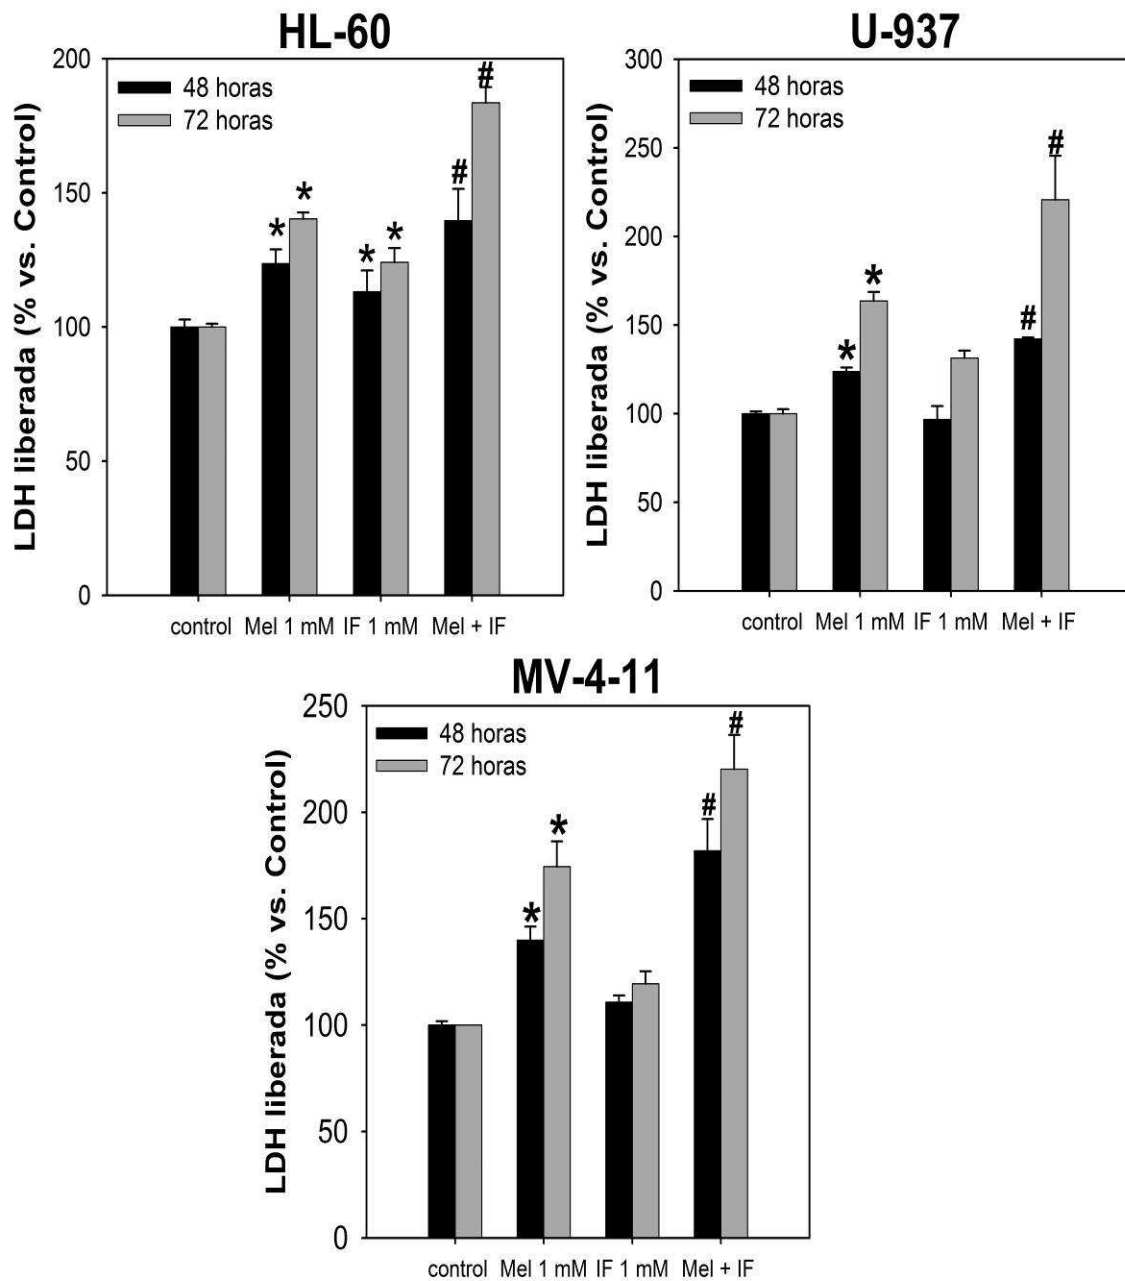 HL-60
LDH liberada (% vs. Control)
200
150
100
50
0
48 horas
72 horas
* * * * # #
control Mel 1 mM IF 1 mM Mel + IF
U-937
LDH liberada (% vs. Control)
300
250
200
150
100
50
0
48 horas
72 horas
* * # #
control Mel 1 mM IF 1 mM Mel + IF
MV-4-11
LDH liberada (% vs. Control)
250
200
150
100
50
0
48 horas
72 horas
* * # #
control Mel 1 mM IF 1 mM Mel + IF